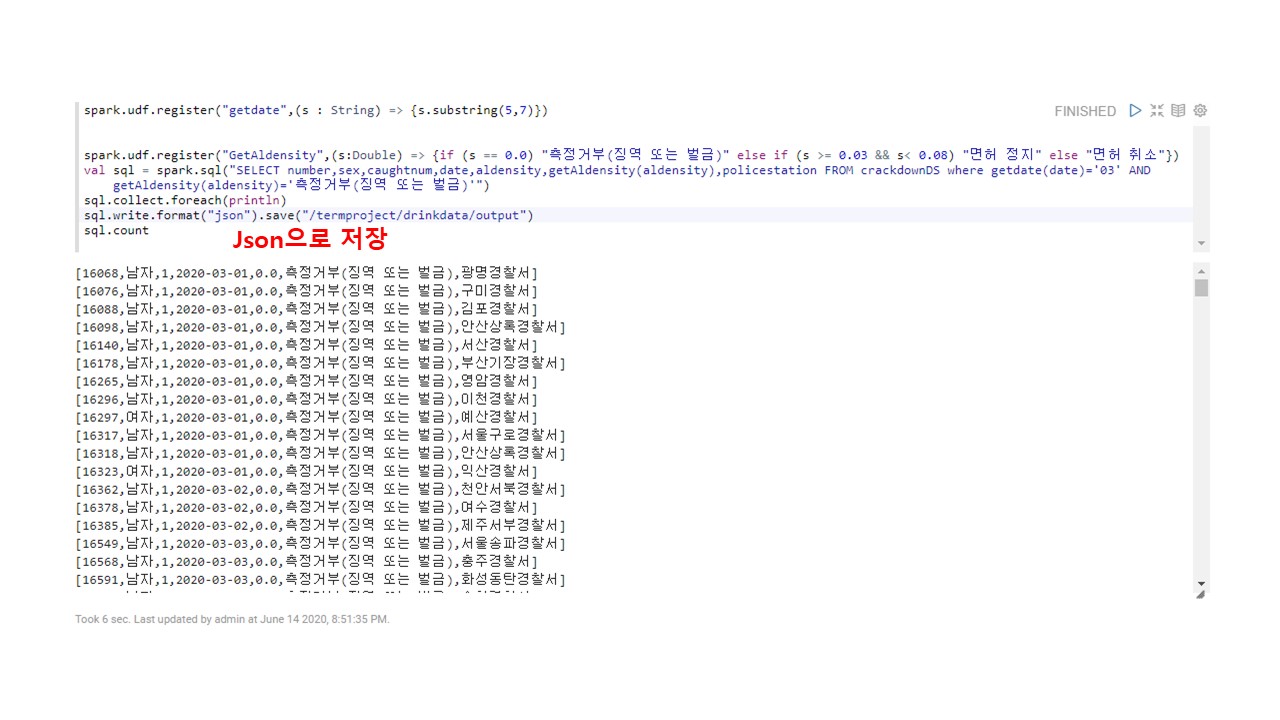 spark.udf.register("getdate",(s : String) => {s.substring(5,7)})
FINISHED
spark.udf.register("GetAldensity",(s:Double) => {if (s == 0.0) "측정거부(징역 또는 벌금)" else if (s >= 0.03 && s< 0.08) "면허 정지" else "면허 취소"})
val sql = spark.sql("SELECT number,sex,caughtnum,date,aldensity,getAldensity(aldensity),policestation FROM crackdownDS where getdate(date)='03' AND
getAldensity(aldensity)='측정거부(징역 또는 벌금)'")
sql.collect.foreach(println)
sql.write.format("json").save("/termproject/drinkdata/output")
sql.count
Json으로 저장
[16068,남자,1,2020-03-01,0.0,측정거부(징역 또는 벌금),광명경찰서]
[16076,남자,1,2020-03-01,0.0,측정거부(징역 또는 벌금),구미경찰서]
[16088,남자,1,2020-03-01,0.0,측정거부(징역 또는 벌금),김포경찰서]
[16098,남자,1,2020-03-01,0.0,측정거부(징역 또는 벌금),안산상록경찰서]
[16140,남자,1,2020-03-01,0.0,측정거부(징역 또는 벌금),서산경찰서]
[16178,남자,1,2020-03-01,0.0,측정거부(징역 또는 벌금),부산기장경찰서]
[16265,남자,1,2020-03-01,0.0,측정거부(징역 또는 벌금),영암경찰서]
[16296,남자,1,2020-03-01,0.0,측정거부(징역 또는 벌금),이천경찰서]
[16297,여자,1,2020-03-01,0.0,측정거부(징역 또는 벌금),예산경찰서]
[16317,남자,1,2020-03-01,0.0,측정거부(징역 또는 벌금),서울구로경찰서]
[16318,남자,1,2020-03-01,0.0,측정거부(징역 또는 벌금),안산상록경찰서]
[16323,여자,1,2020-03-01,0.0,측정거부(징역 또는 벌금),익산경찰서]
[16362,남자,1,2020-03-02,0.0,측정거부(징역 또는 벌금),천안서북경찰서]
[16378,남자,1,2020-03-02,0.0,측정거부(징역 또는 벌금),여수경찰서]
[16385,남자,1,2020-03-02,0.0,측정거부(징역 또는 벌금),제주서부경찰서]
[16549,남자,1,2020-03-03,0.0,측정거부(징역 또는 벌금),서울송파경찰서]
[16568,남자,1,2020-03-03,0.0,측정거부(징역 또는 벌금),충주경찰서]
[16591,남자,1,2020-03-03,0.0,측정거부(징역 또는 벌금),화성동탄경찰서]
Took 6 sec. Last updated by admin at June 14 2020, 8:51:35 PM.